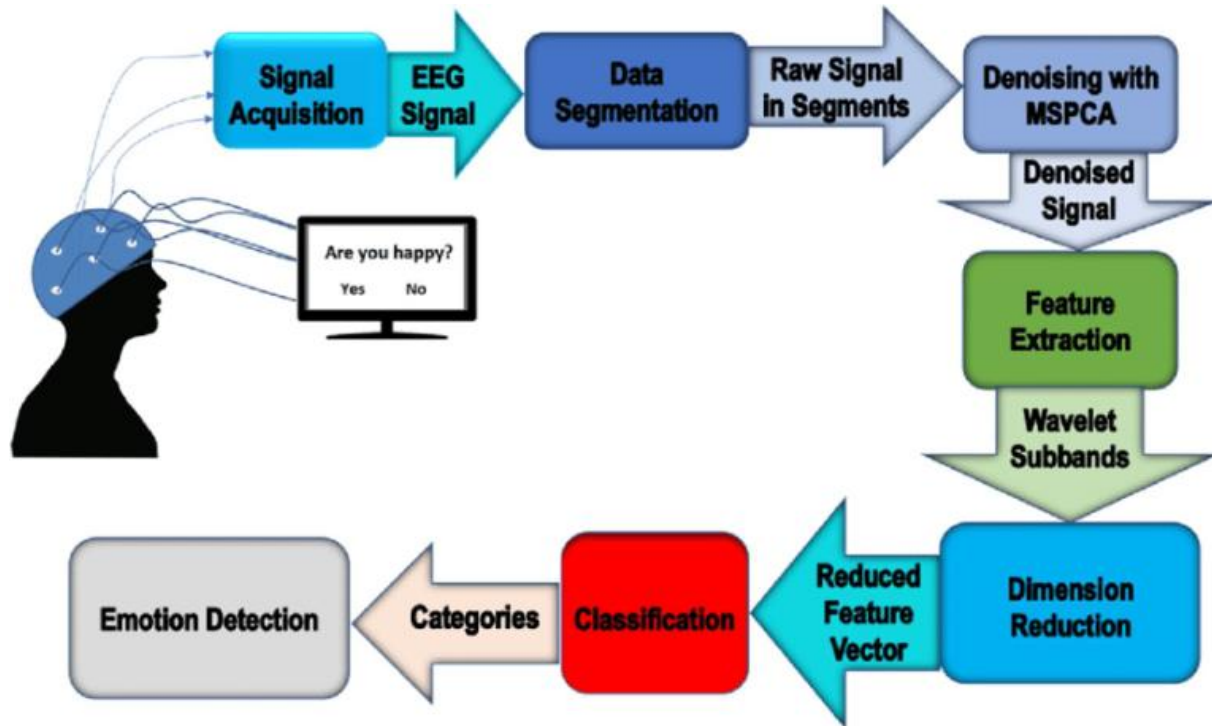 Signal
Acquisition
EEG
Signal
Data
Segmentation
Raw Signal
in Segments
Denoising with
MSPCA
Denoised
Signal
Are you happy?
Yes No
Feature
Extraction
Wavelet
Subbands
Dimension
Reduction
Reduced
Feature
Vector
Classification
Categories
Emotion Detection